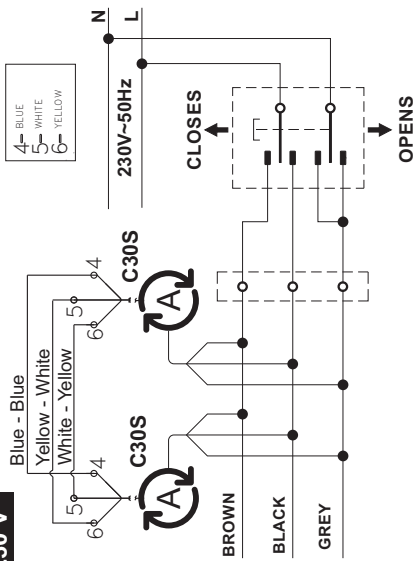 230 V
4 BLUE
5 WHITE
6 YELLOW
Blue - Blue
Yellow - White
White - Yellow
6
5
4
6
5
4
C30S
C30S
A
A
N
L
230V~50Hz
CLOSES
OPENS
BROWN
BLACK
GREY